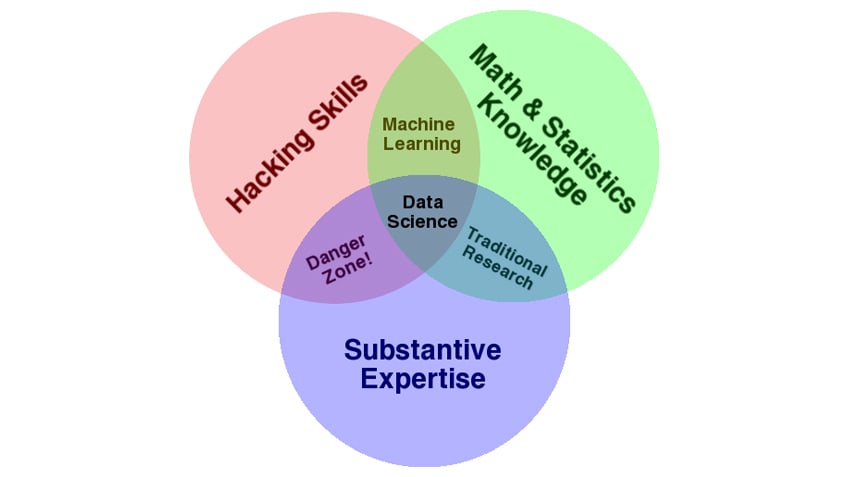 Hacking Skills
Math & Statistics
Knowledge
Machine
Learning
Data
Science
Danger
Zone!
Traditional
Research
Substantive
Expertise